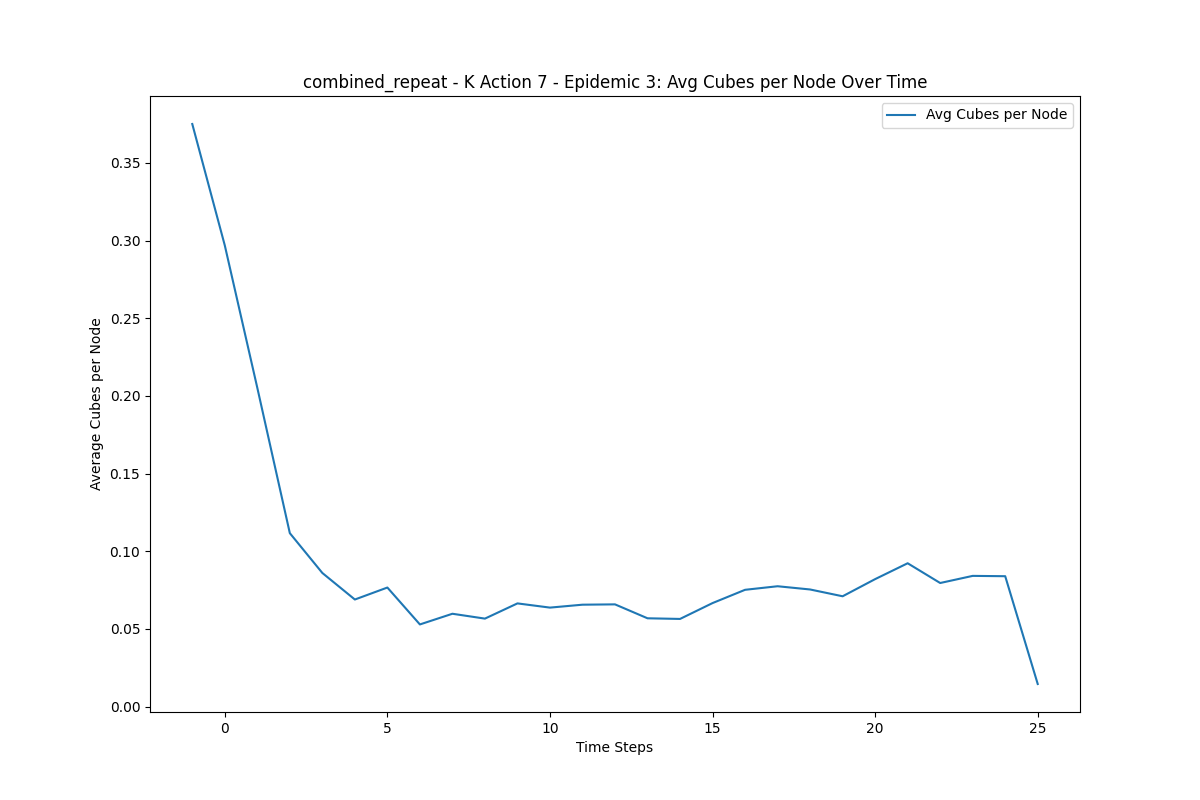 combined_repeat - K Action 7 - Epidemic 3: Avg Cubes per Node Over Time
Avg Cubes per Node
Average Cubes per Node
0.35
0.30
0.25
0.20
0.15
0.10
0.05
0.00
0 5 10 15 20 25
Time Steps